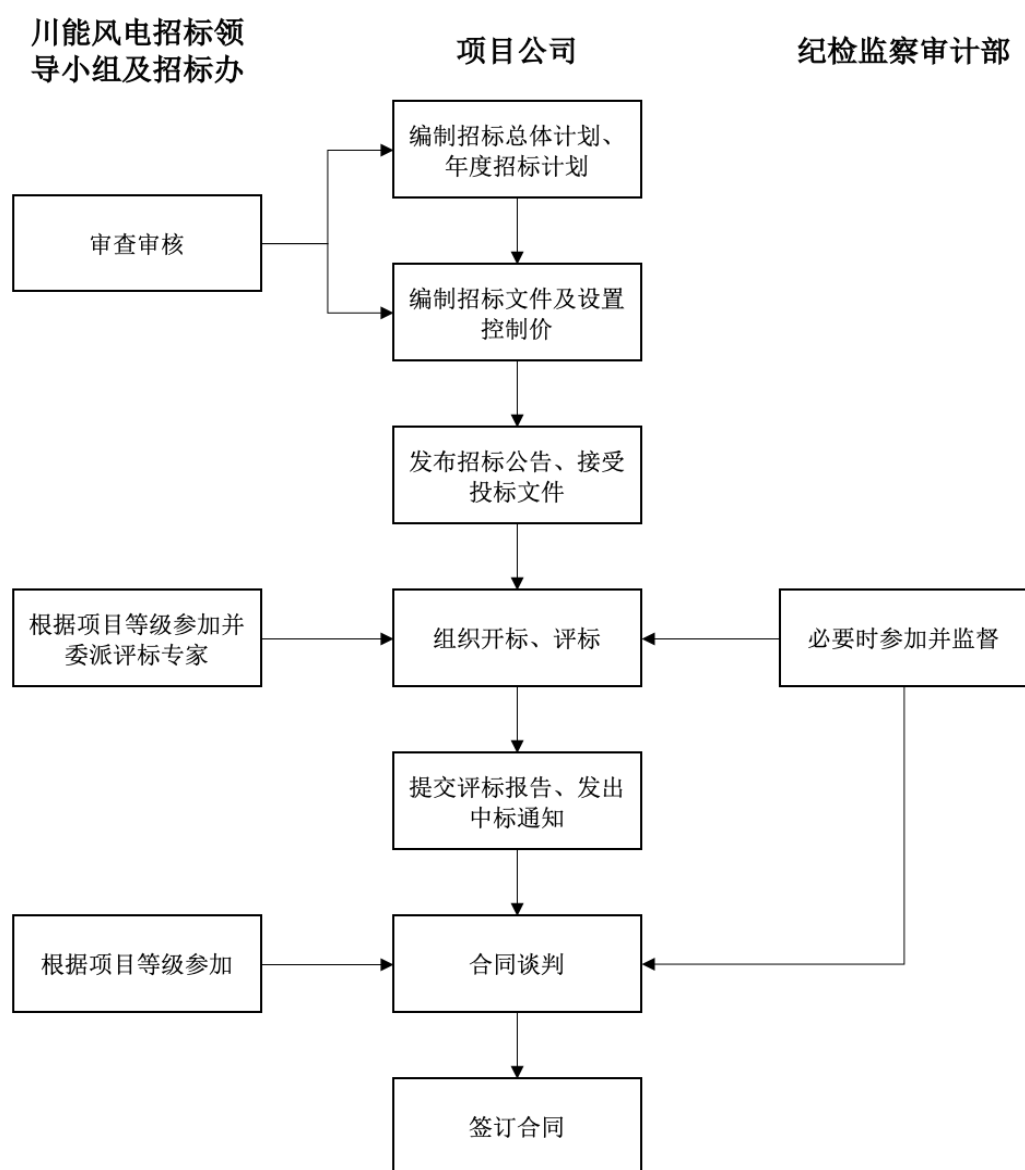 川能风电招标领
导小组及招标办
项目公司
纪检监察审计部
编制招标总体计划、
年度招标计划
审查审核
编制招标文件及设置
控制价
发布招标公告、接受
投标文件
根据项目等级参加并
委派评标专家
组织开标、评标
必要时参加并监督
提交评标报告、发出
中标通知
根据项目等级参加
合同谈判
签订合同